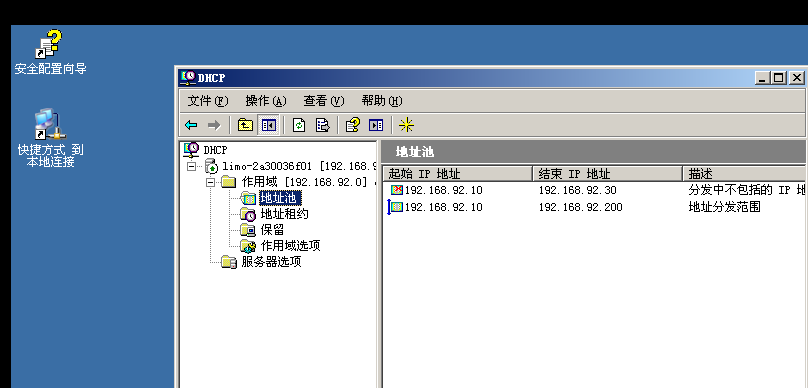 安全配置向导
快捷方式 到
本地连接
DHCP
文件(F) 操作(A) 查看(V) 帮助(H)
DHCP
limo-2a30036f01 [192.168.9
作用域 [192.168.92.0]
地址池
地址租约
保留
作用域选项
服务器选项
地址池
起始 IP 地址 结束 IP 地址 描述
192.168.92.10 192.168.92.30 分发中不包括的 IP 地
192.168.92.10 192.168.92.200 地址分发范围